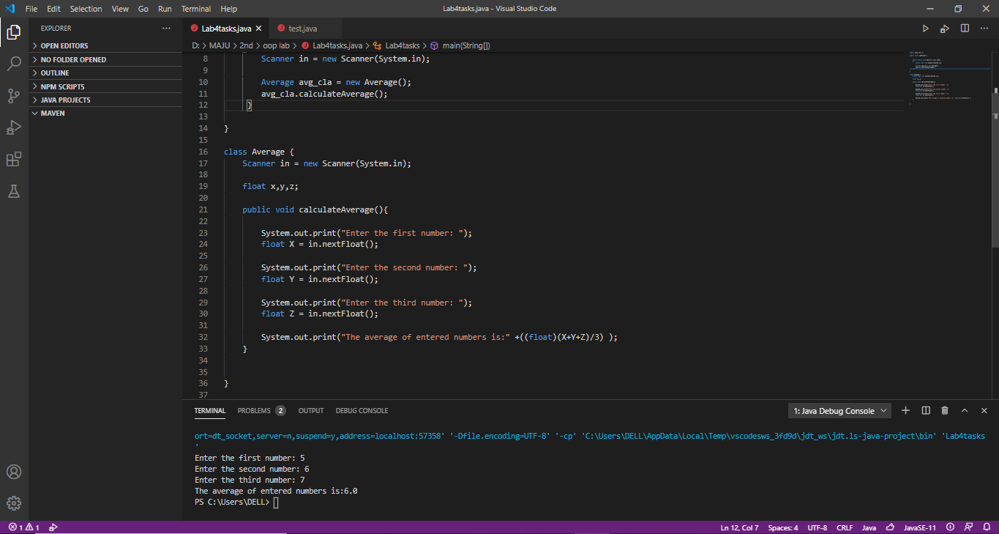 File Edit Selection View Go Run Terminal Help Lab4tasks.java - Visual Studio Code
EXPLORER
OPEN EDITORS
NO FOLDER OPENED
OUTLINE
NPM SCRIPTS
JAVA PROJECTS
MAVEN
Lab4tasks.java test.java
D: > MAJU > 2nd > oop lab > Lab4tasks.java > Lab4tasks > main(String[])
8 Scanner in = new Scanner(System.in);
9
10 Average avg_cla = new Average();
11 avg_cla.calculateAverage();
12 }
13
14 }
15
16 class Average {
17 Scanner in = new Scanner(System.in);
18
19 float x,y,z;
20
21 public void calculateAverage(){
22
23 System.out.print("Enter the first number: ");
24 float X = in.nextFloat();
25
26 System.out.print("Enter the second number: ");
27 float Y = in.nextFloat();
28
29 System.out.print("Enter the third number: ");
30 float Z = in.nextFloat();
31
32 System.out.print("The average of entered numbers is:" +((float)(X+Y+Z)/3) );
33 }
34
35
36 }
37
TERMINAL PROBLEMS 2 OUTPUT DEBUG CONSOLE 1: Java Debug Console
ort=dt_socket,server=n,suspend=y,address=localhost:57358' '-Dfile.encoding=UTF-8' '-cp' 'C:\Users\DELL\AppData\Local\Temp\vscodesws_3fd9d\jdt_ws\jdt.ls-java-project\bin' 'Lab4tasks
'
Enter the first number: 5
Enter the second number: 6
Enter the third number: 7
The average of entered numbers is:6.0
PS C:\Users\DELL>
1 1 Ln 12, Col 7 Spaces: 4 UTF-8 CRLF Java JavaSE-11